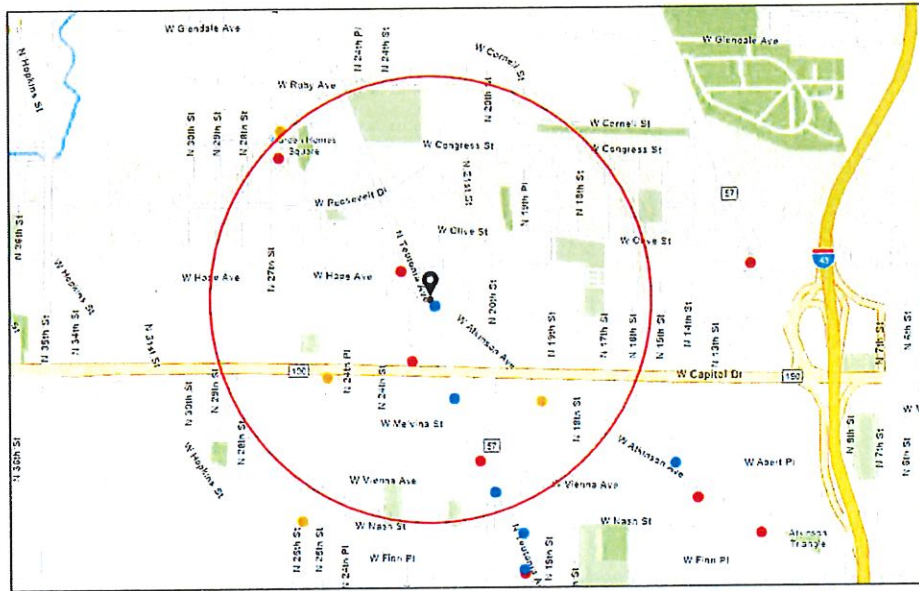 W Glendale Ave
N 24th Pl
N 24th St
W Cornell St
W Glendale Ave
N Hopkins St
W Ruby Ave
N 20th St
N 30th St
N 29th St
N 28th St
Square
W Cornell St
W Congress St
W Congress St
N 21st St
N 19th Pl
N 18th St
57
W Roosevelt Dr
W Olive St
W Olive St
N 36th St
N Teutonia Ave
43
W Hope Ave
N 27th St
W Hope Ave
W Hopkins St
N 20th St
N 35th St
N 34th St
N 31st St
W Atkinson Ave
N 19th St
N 17th St
N 16th St
N 15th St
N 14th St
N 13th St
N 7th St
N 6th St
190
N 24th Pl
N 24th St
W Capitol Dr
190
N 30th St
N 29th St
W Melvina St
N 18th St
N 28th St
57
W Atkinson Ave
W Abert Pl
N 8th St
N 7th St
N 6th St
N 36th St
W Hopkins St
W Vienna Ave
W Vienna Ave
W Nash St
W Nash St
N 26th St
N 25th St
N 24th Pl
W Finn Pl
N 15th St
W Finn Pl
Atkinson
Triangle